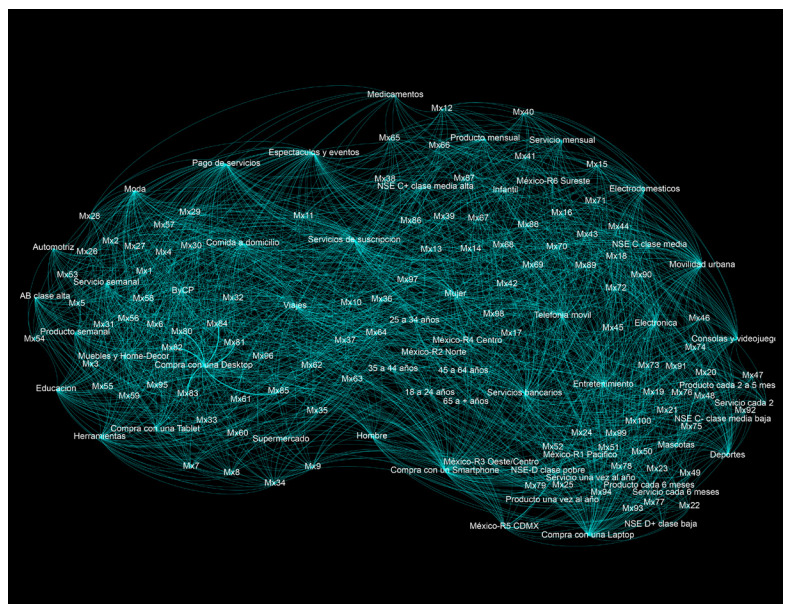 Medicamentos
Mx12
Mx40
Mx65
Producto mensual
Servicio mensual
Mx66
Espectaculos y eventos
Mx41
Pago de servicios
Mx15
Mx38
Mx87
México-R6 Sureste
NSE C+ clase media alta
Infantil
Moda
Electrodomesticos
Mx71
Mx29
Mx16
Mx28
Mx11
Mx39
Mx67
Mx86
Mx57
Mx44
Mx43
Servicios de suscripción
Mx2
Comida a domicilio
Mx27
Automotriz
Mx26
Mx4
Mx30
Mx13
Mx14
Mx68
Mx70
NSE C clase media
Mx18
Movilidad urbana
Mx69
Mx1
Mx53
Mx90
Servicio semanal
Mx97
Mx42
ByCP
Mx72
Viajes
Mujer
AB clase alta
Mx58
Mx32
Mx10
Mx36
Mx5
Mx98
Telefonja movil
Mx46
Mx56
25 a 34 años
Mx31
Mx6
Mx84
Electronica
Mx45
Producto semanal
Mx80
Mx64
Mx17
Mx54
Mx37
México-R4 Centro
Consolas y videojuego
Mx81
Mx82
Mx74
México-R2 Norte
Muebles y Home-Decor
Mx96
Mx3
Compra con una Desktop
Mx62
Mx73
Mx91
35 a 44 años
45 a 64 años
Mx20
Mx47
Mx63
Entretenimiento
Producto cada 2 a 5 mes
Educacion
Mx55
Mx95
Mx85
18 a 24 años
Servicios bancarios
Mx19
Mx76
Mx59
Mx83
Mx48
Mx61
65 a + años
Servicio cada 2
Mx35
Mx21
Mx92
Mx33
Mx100
NSE C- clase media baja
Compra con una Tablet
Mx60
Mx24
Mx99
Mx75
Herramientas
Supermercado
Hombre
Mx52
Mx51
Mascotas
Mx50
México-R1 Pacifico
Deportes
México-R3 Oeste/Centro
Mx7
Mx9
Mx78
Mx8
Compra con un Smartphone
NSE-D clase pobre
Mx23
Mx49
Servicio una vez al año
Mx34
Mx79
Mx25
Producto cada 6 meses
Mx94
Servicio cada 6 meses
Producto una vez al año
Mx77
Mx22
Mx93
México-R5 CDMX
NSE D+ clase baja
Compra con una Laptop